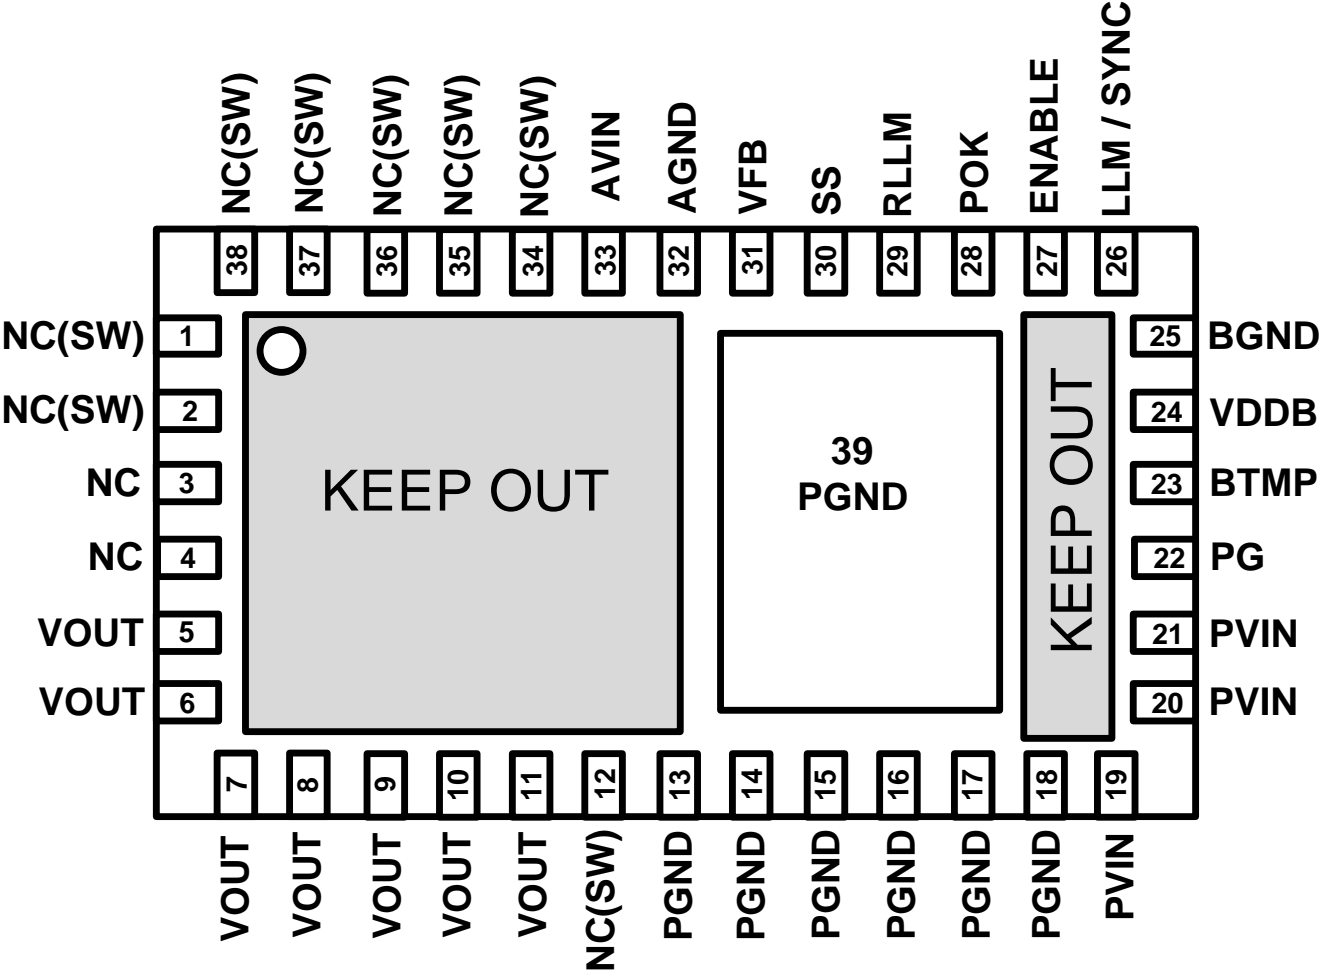 NC(SW)
NC(SW)
NC(SW)
NC(SW)
NC(SW)
AVIN
AGND
VFB
SS
RLLM
POK
ENABLE
LLM / SYNC
38
37
36
35
34
33
32
31
30
29
28
27
26
NC(SW) 1
NC(SW) 2
NC 3
NC 4
VOUT 5
VOUT 6
KEEP OUT
39
PGND
KEEP OUT
25 BGND
24 VDDB
23 BTMP
22 PG
21 PVIN
20 PVIN
7
8
9
10
11
12
13
14
15
16
17
18
19
VOUT
VOUT
VOUT
VOUT
VOUT
NC(SW)
PGND
PGND
PGND
PGND
PGND
PGND
PVIN